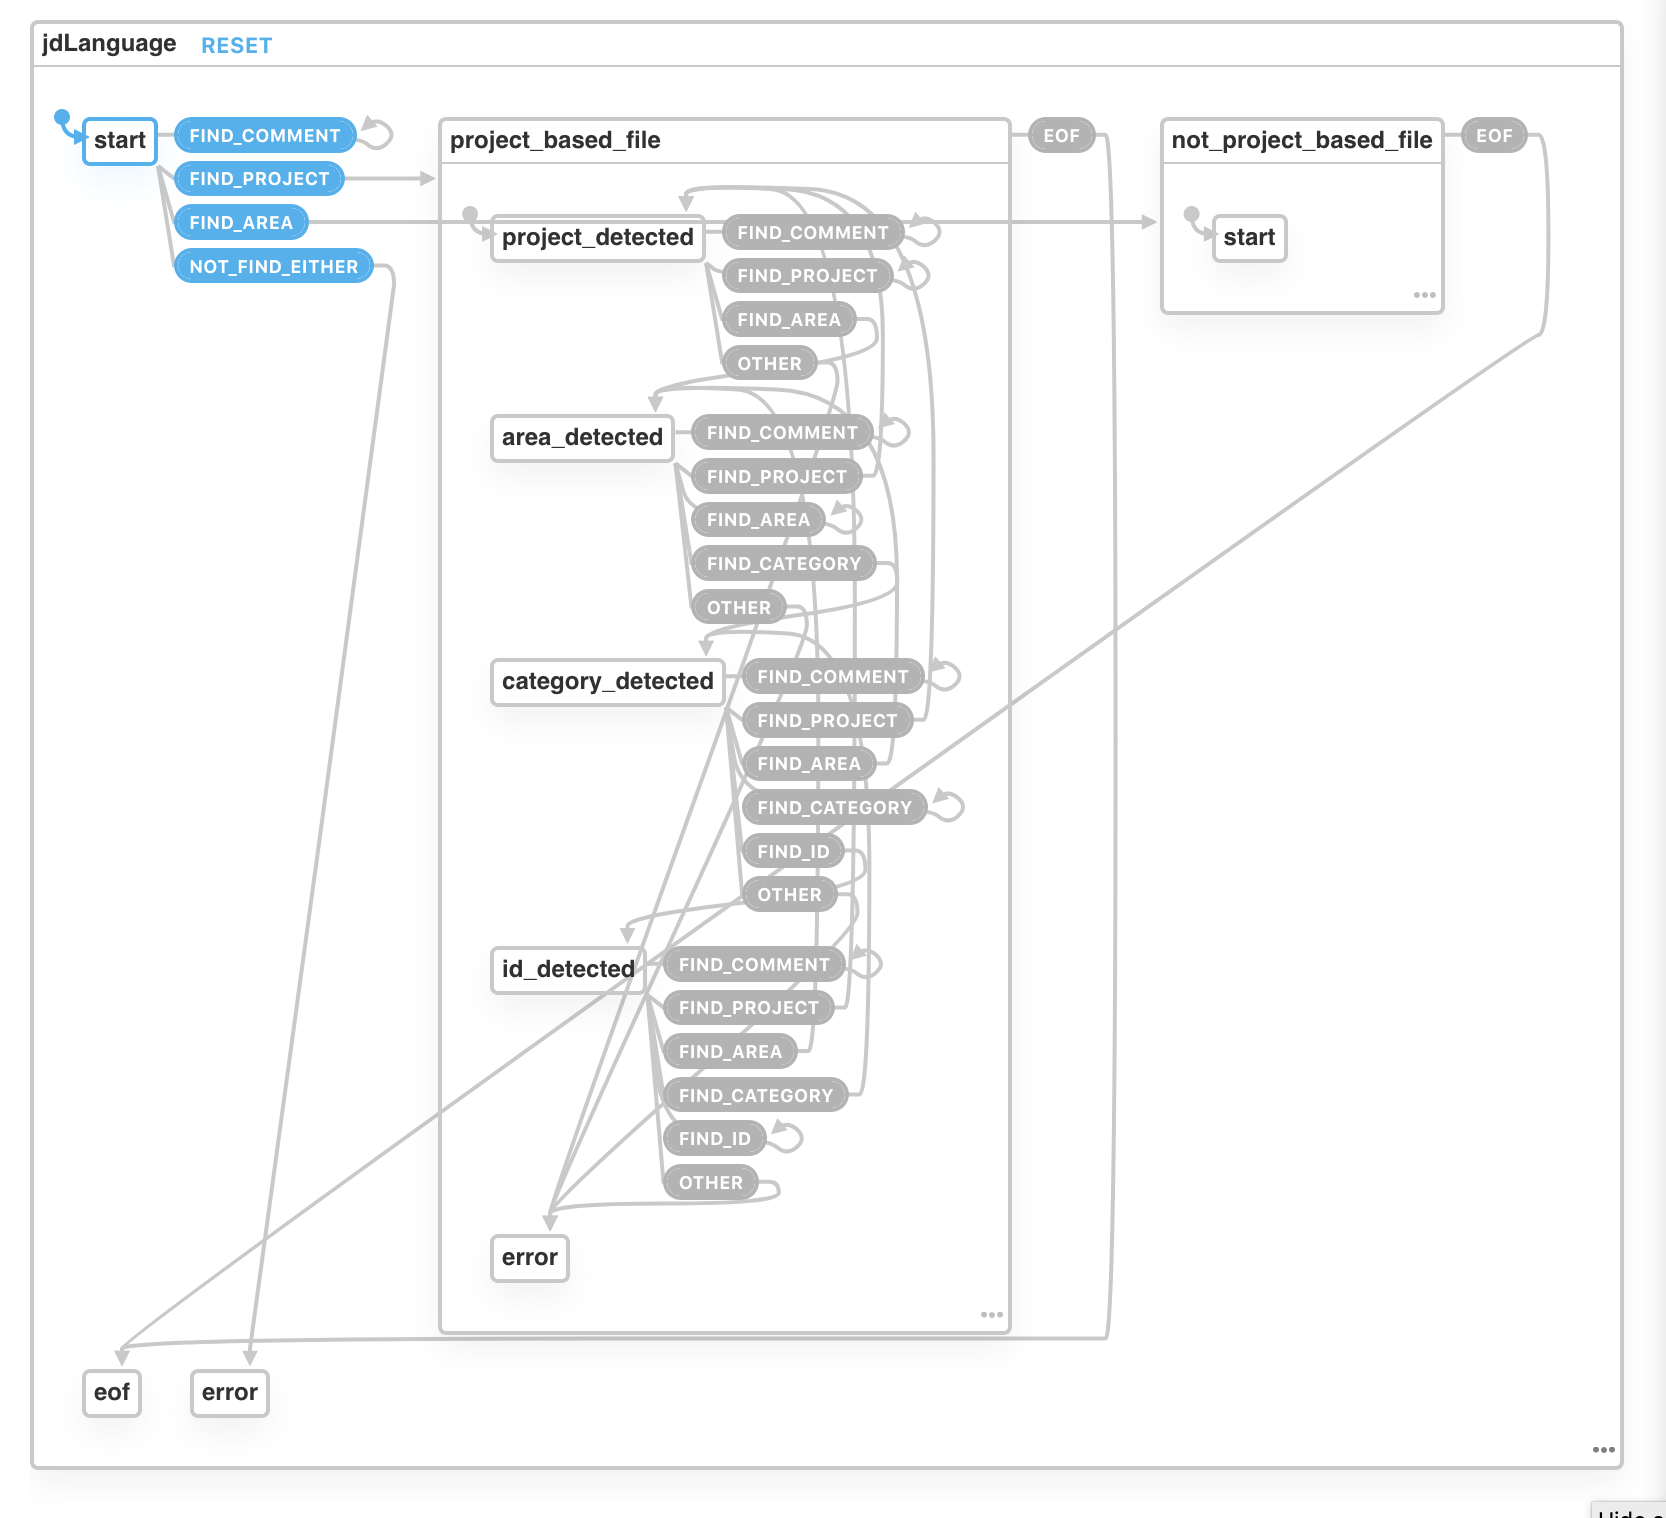 jdLanguage RESET
start
FIND_COMMENT
FIND_PROJECT
FIND_AREA
NOT_FIND_EITHER
project_based_file
EOF
project_detected
FIND_COMMENT
FIND_PROJECT
FIND_AREA
OTHER
area_detected
FIND_COMMENT
FIND_PROJECT
FIND_AREA
FIND_CATEGORY
OTHER
category_detected
FIND_COMMENT
FIND_PROJECT
FIND_AREA
FIND_CATEGORY
FIND_ID
OTHER
id_detected
FIND_COMMENT
FIND_PROJECT
FIND_AREA
FIND_CATEGORY
FIND_ID
OTHER
error
not_project_based_file
EOF
start
eof
error